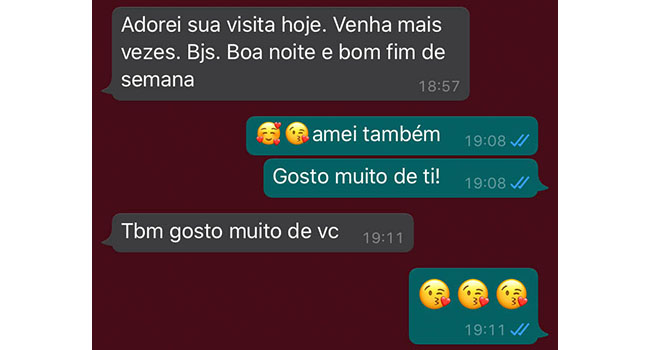 Adorei sua visita hoje. Venha mais
vezes. Bjs. Boa noite e bom fim de
semana
18:57
🥰😘amei também
19:08
Gosto muito de ti!
19:08
Tbm gosto muito de vc
19:11
😘😘😘
19:11